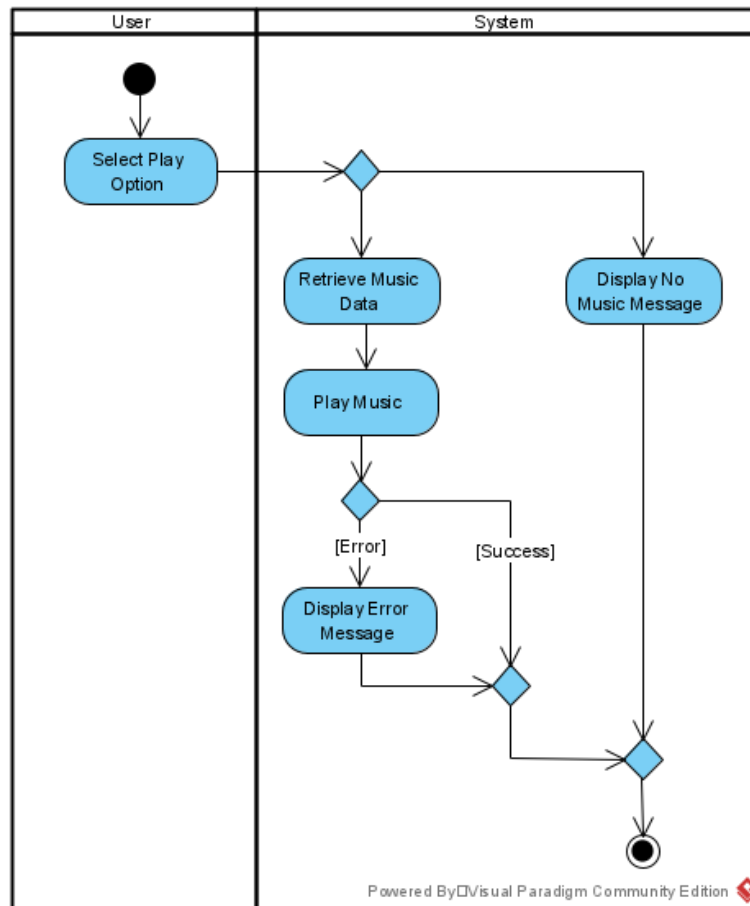 User
System
Select Play
Option
Retrieve Music
Data
Display No
Music Message
Play Music
[Error]
[Success]
Display Error
Message
Powered By□Visual Paradigm Community Edition